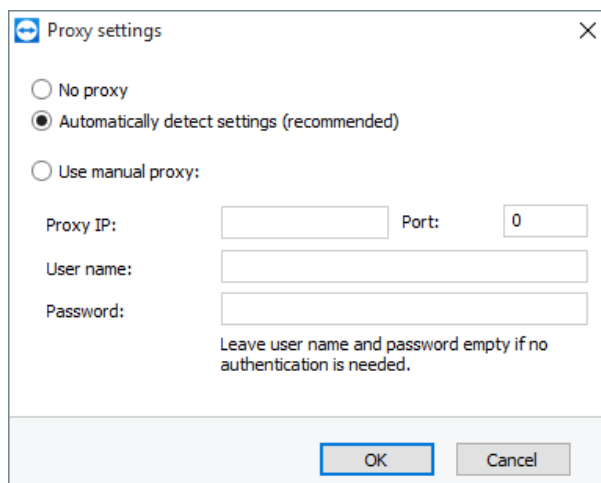 Proxy settings
No proxy
Automatically detect settings (recommended)
Use manual proxy:
Proxy IP:
Port:
0
User name:
Password:
Leave user name and password empty if no
authentication is needed.
OK
Cancel